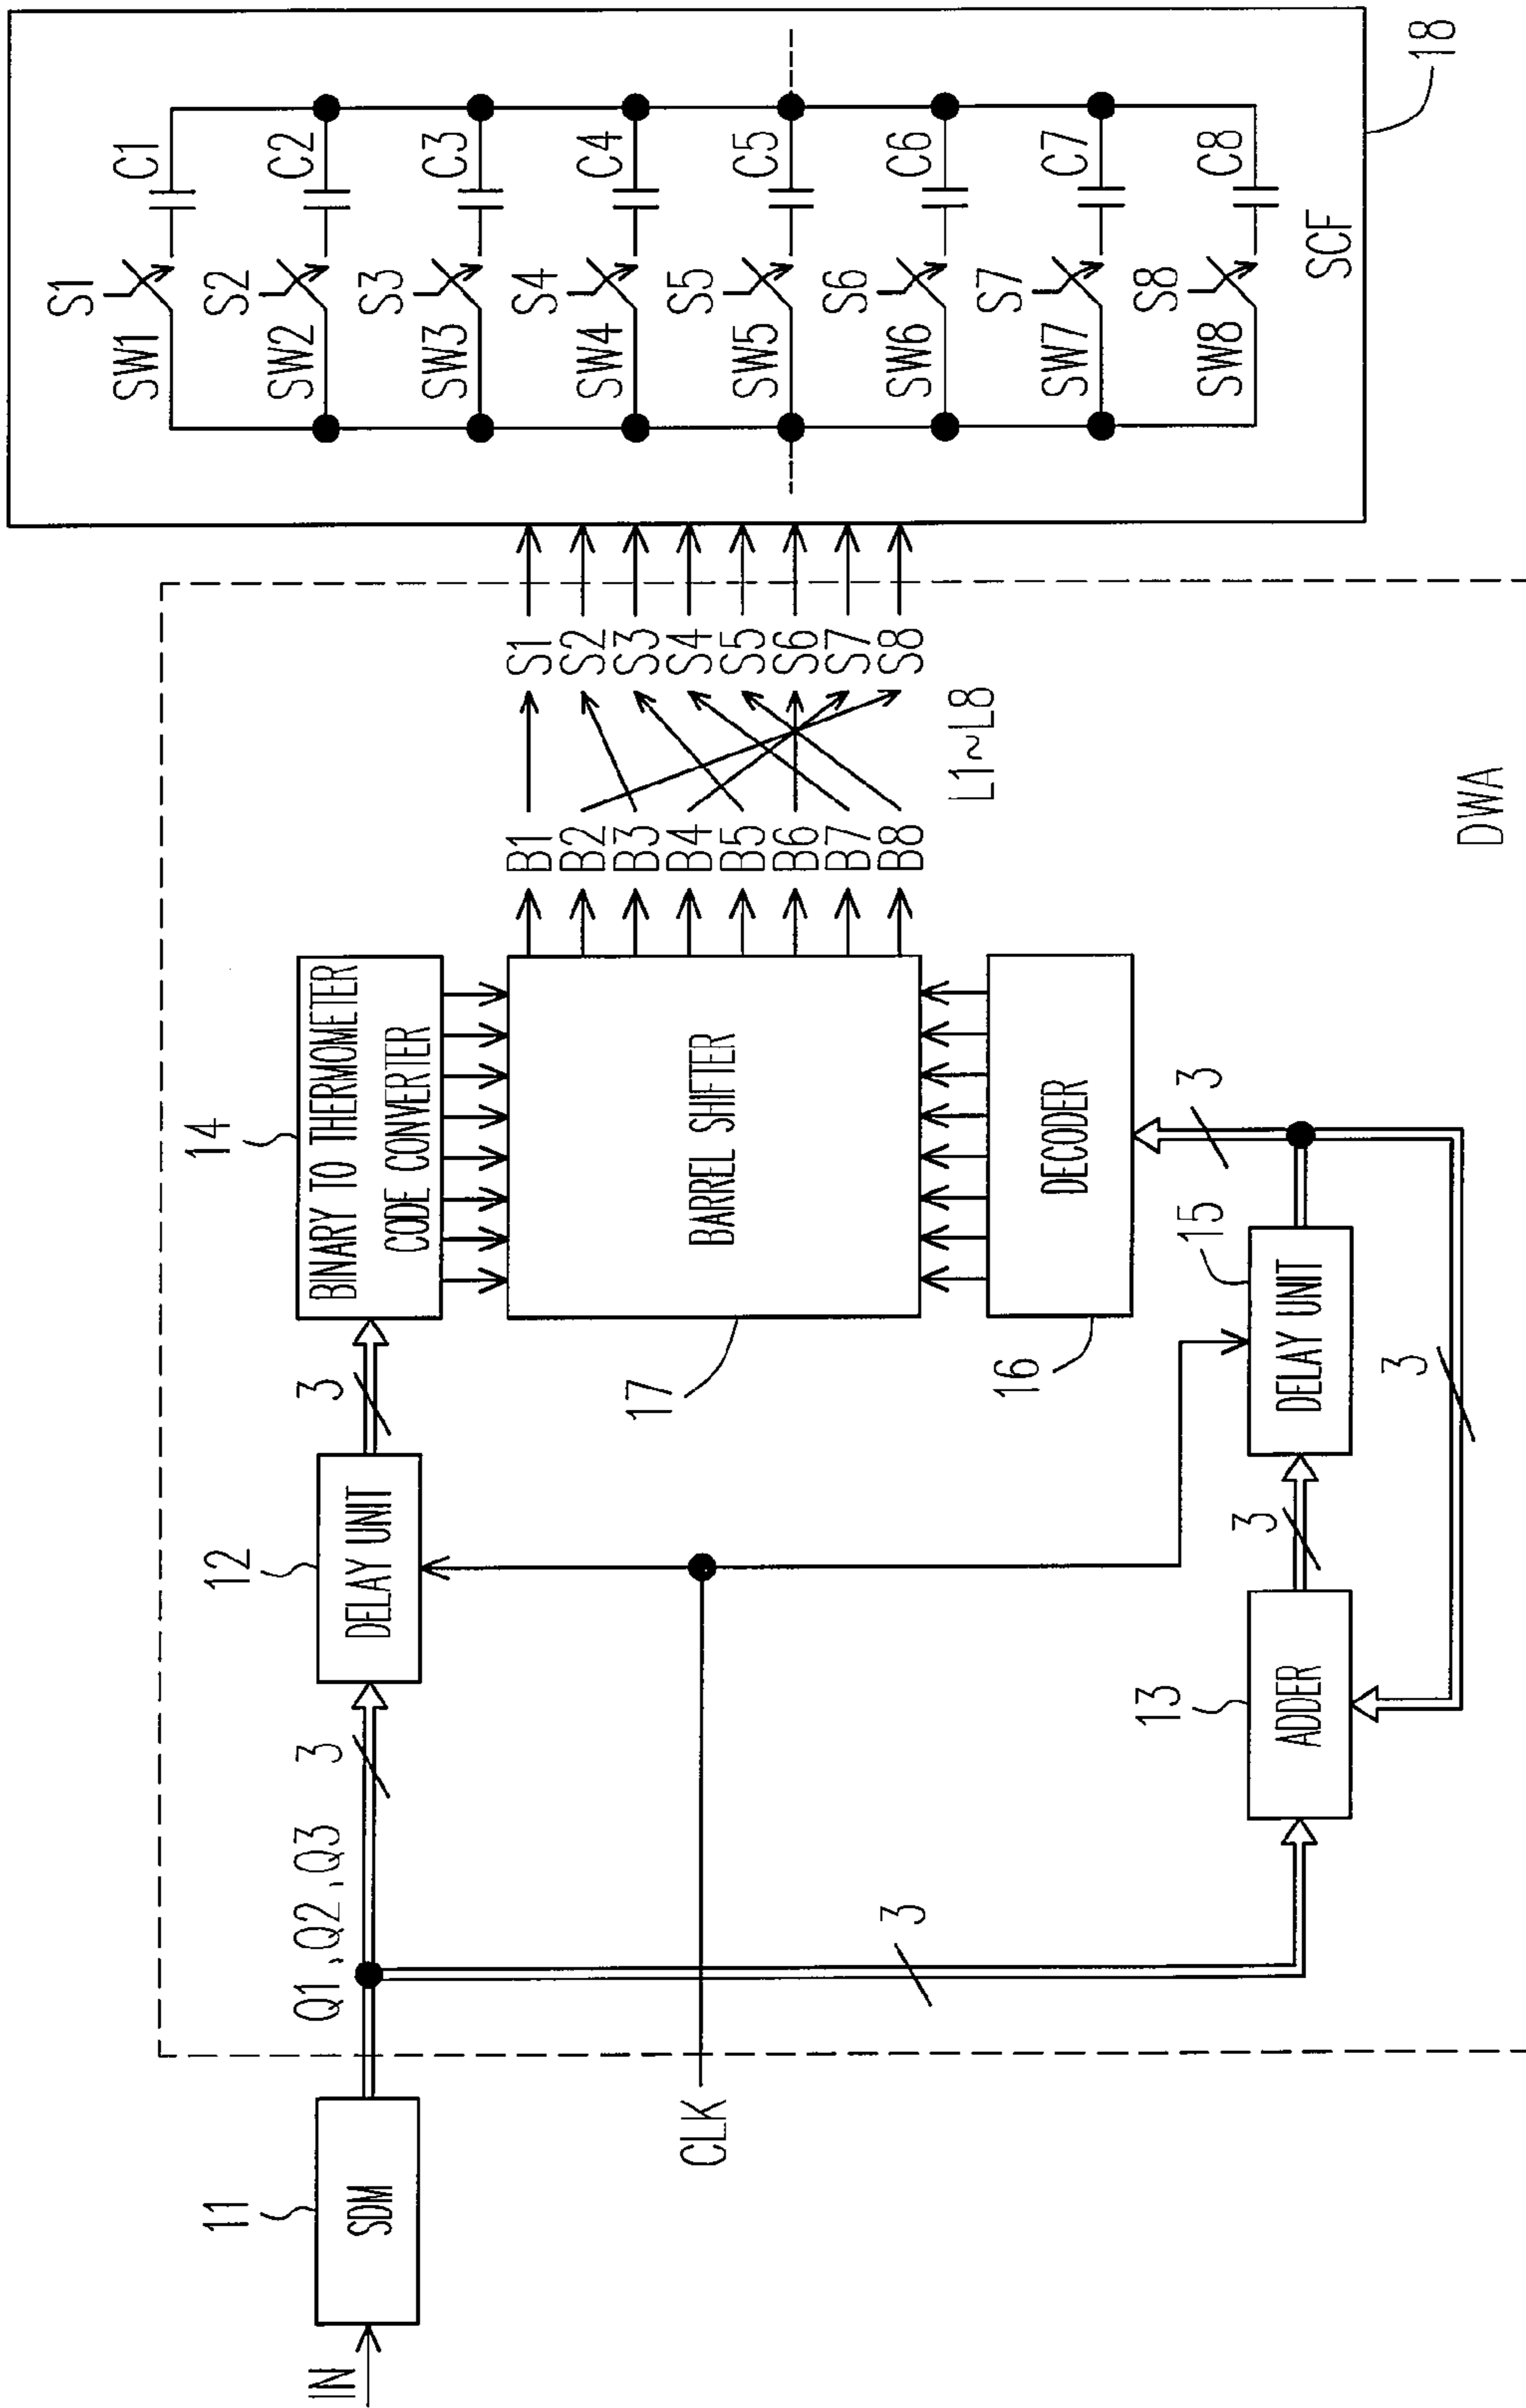 IN
11
SDM
Q1, Q2, Q3
3
12
DELAY UNIT
3
14
BINARY TO THERMOMETER
CODE CONVERTER
CLK
3
17
BARREL SHIFTER
16
DECODER
13
ADDER
3
15
DELAY UNIT
3
3
B1
B2
B3
B4
B5
B6
B7
B8
S1
S2
S3
S4
S5
S6
S7
S8
L1~L8
DWA
S1
SW1
C1
S2
SW2
C2
S3
SW3
C3
S4
SW4
C4
S5
SW5
C5
S6
SW6
C6
S7
SW7
C7
S8
SW8
C8
SCF
18